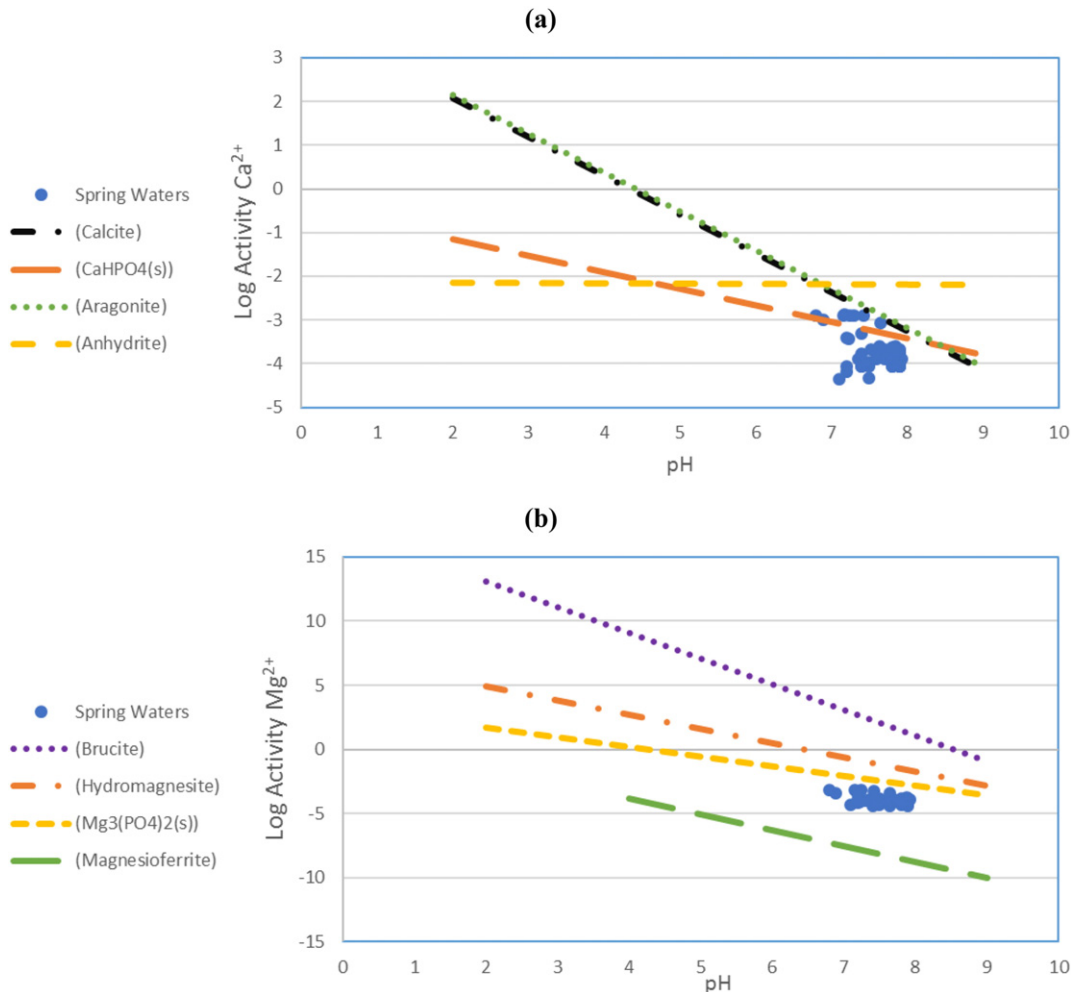 (a)
3
2
1
0
-1
-2
-3
-4
-5
Log Activity Ca2+
0 1 2 3 4 5 6 7 8 9 10
pH
Spring Waters
(Calcite)
(CaHPO4(s))
(Aragonite)
(Anhydrite)
(b)
15
10
5
0
-5
-10
-15
Log Activity Mg2+
0 1 2 3 4 5 6 7 8 9 10
pH
Spring Waters
(Brucite)
(Hydromagnesite)
(Mg3(PO4)2(s))
(Magnesioferrite)